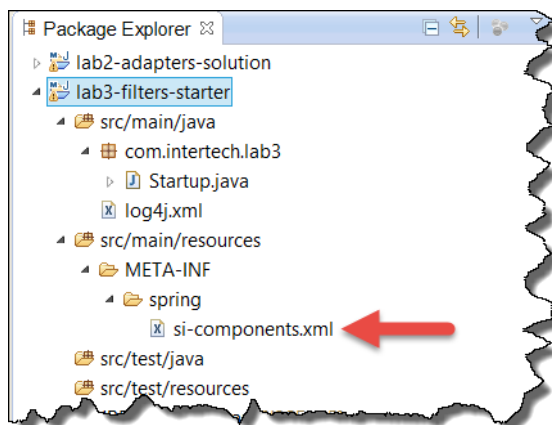 Package Explorer
lab2-adapters-solution
lab3-filters-starter
src/main/java
com.intertech.lab3
Startup.java
log4j.xml
src/main/resources
META-INF
spring
si-components.xml
src/test/java
src/test/resources